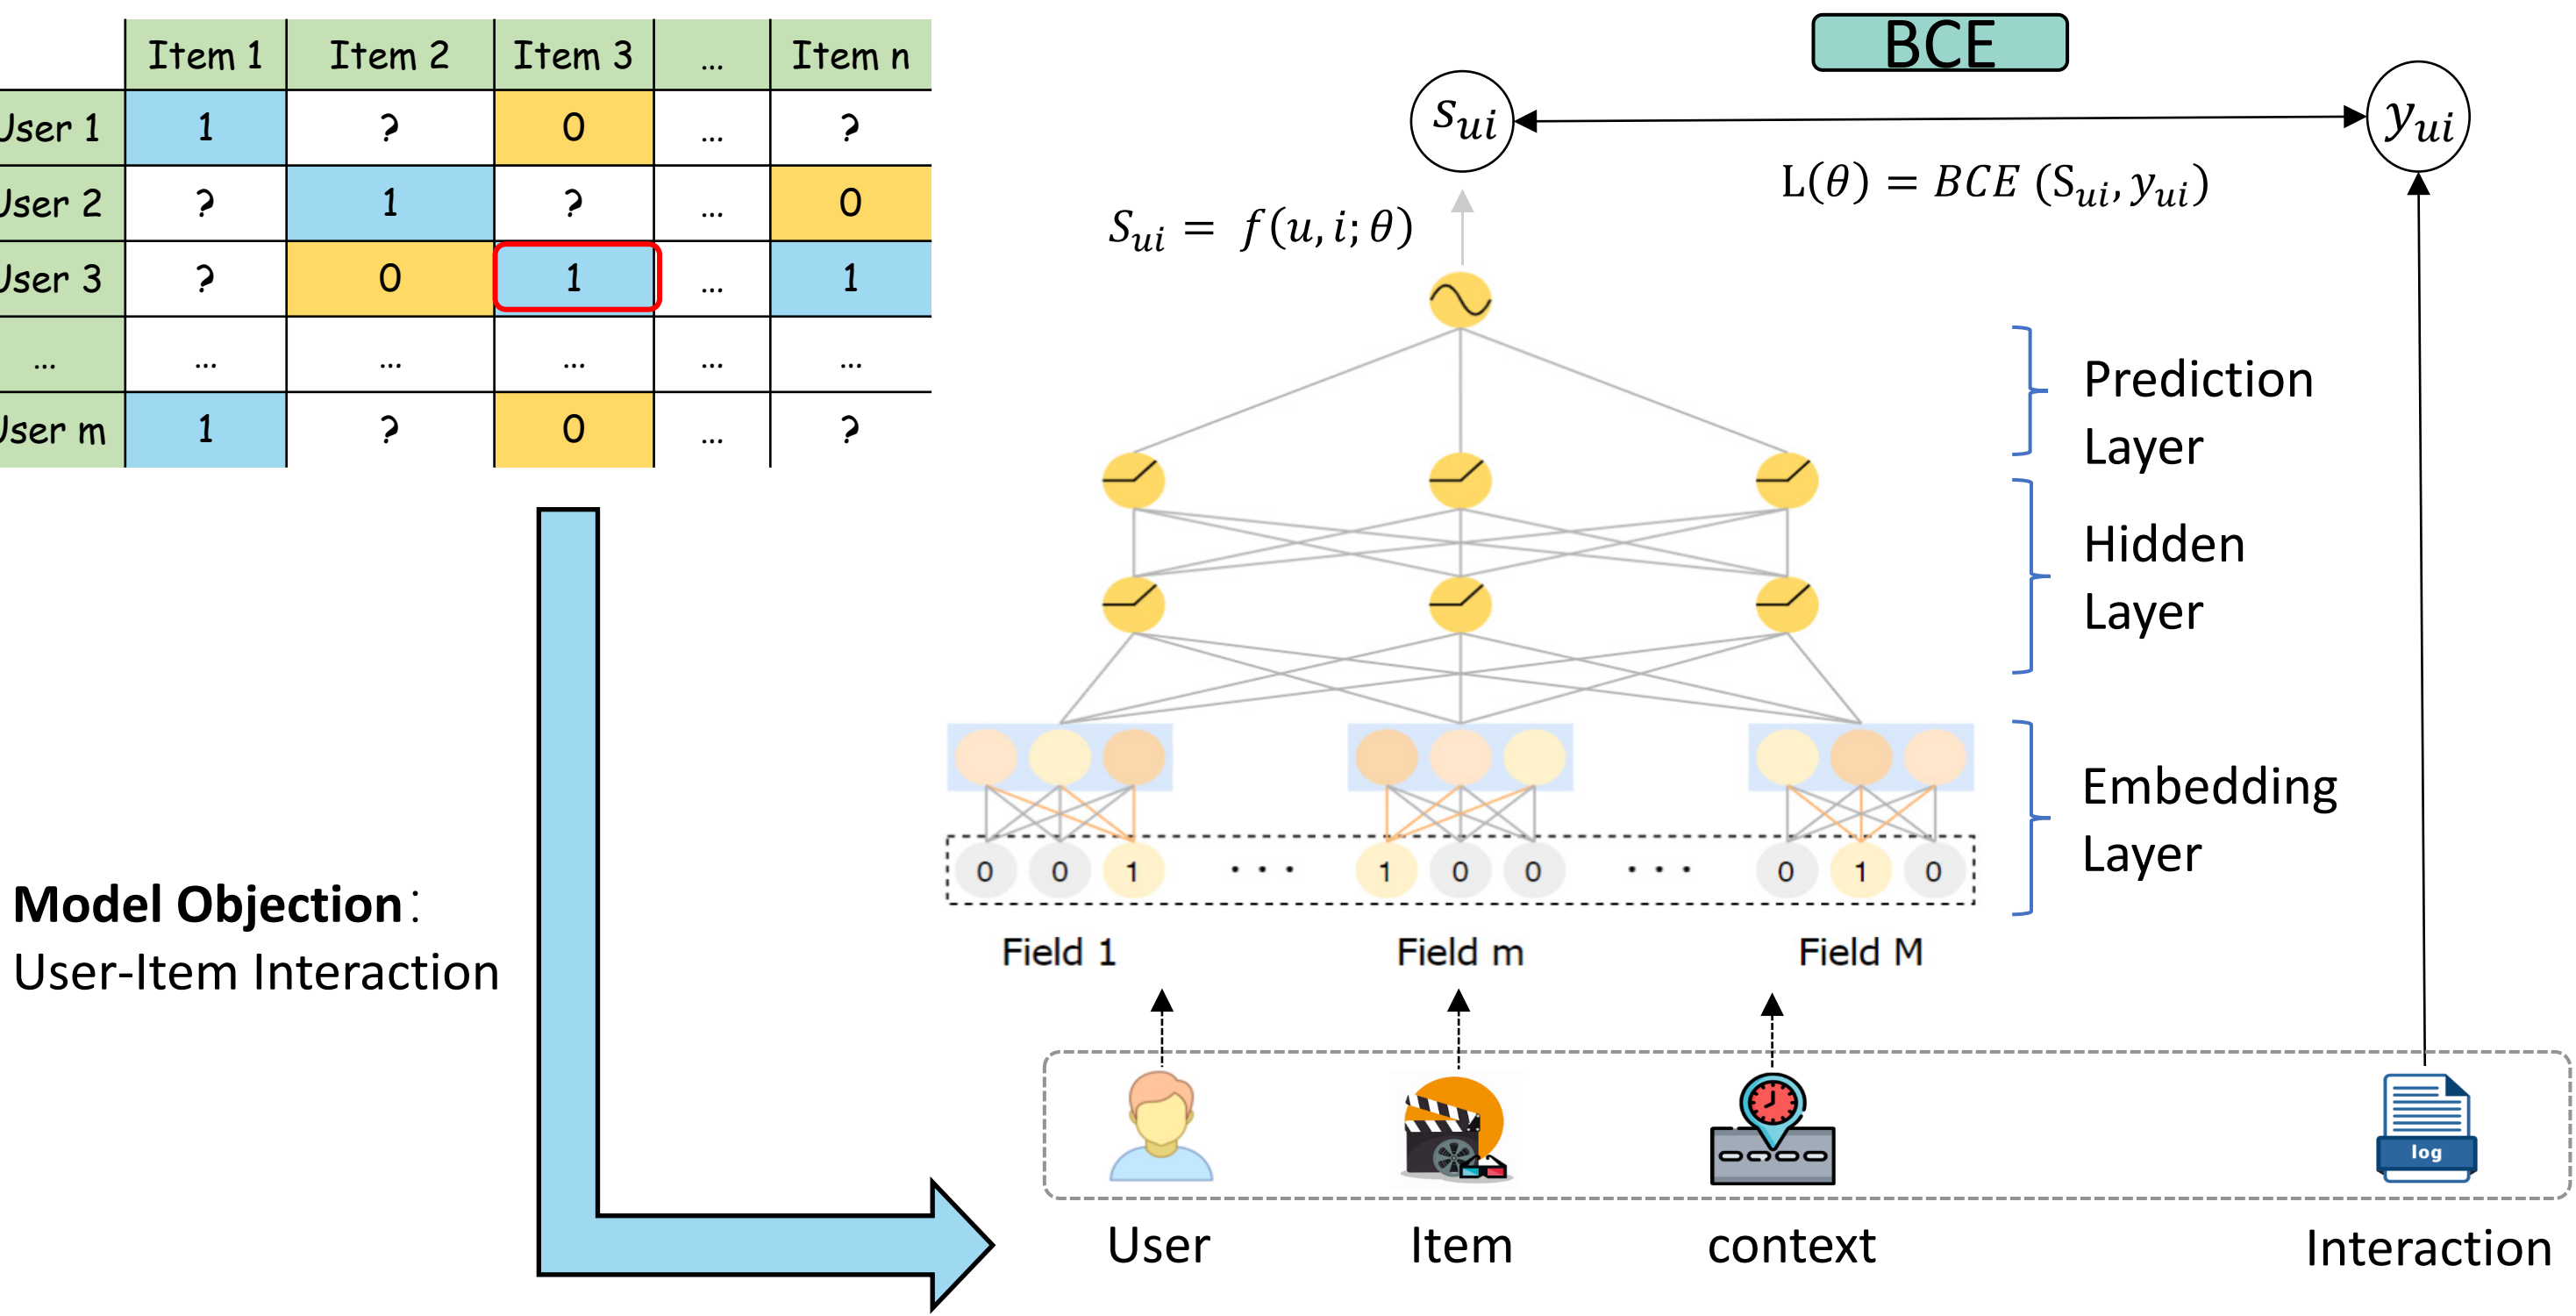 Item 1 Item 2 Item 3 ... Item n
User 1 1 ? 0 ... ?
User 2 ? 1 ? ... 0
User 3 ? 0 1 ... 1
... ... ... ... ... ...
User m 1 ? 0 ... ?
BCE
s_ui
y_ui
L(θ) = BCE (S_ui, y_ui)
S_ui = f(u, i; θ)
Prediction
Layer
Hidden
Layer
Embedding
Layer
0 0 1 ... 1 0 0 ... 0 1 0
Field 1 Field m Field M
Model Objection:
User-Item Interaction
log
User Item context Interaction